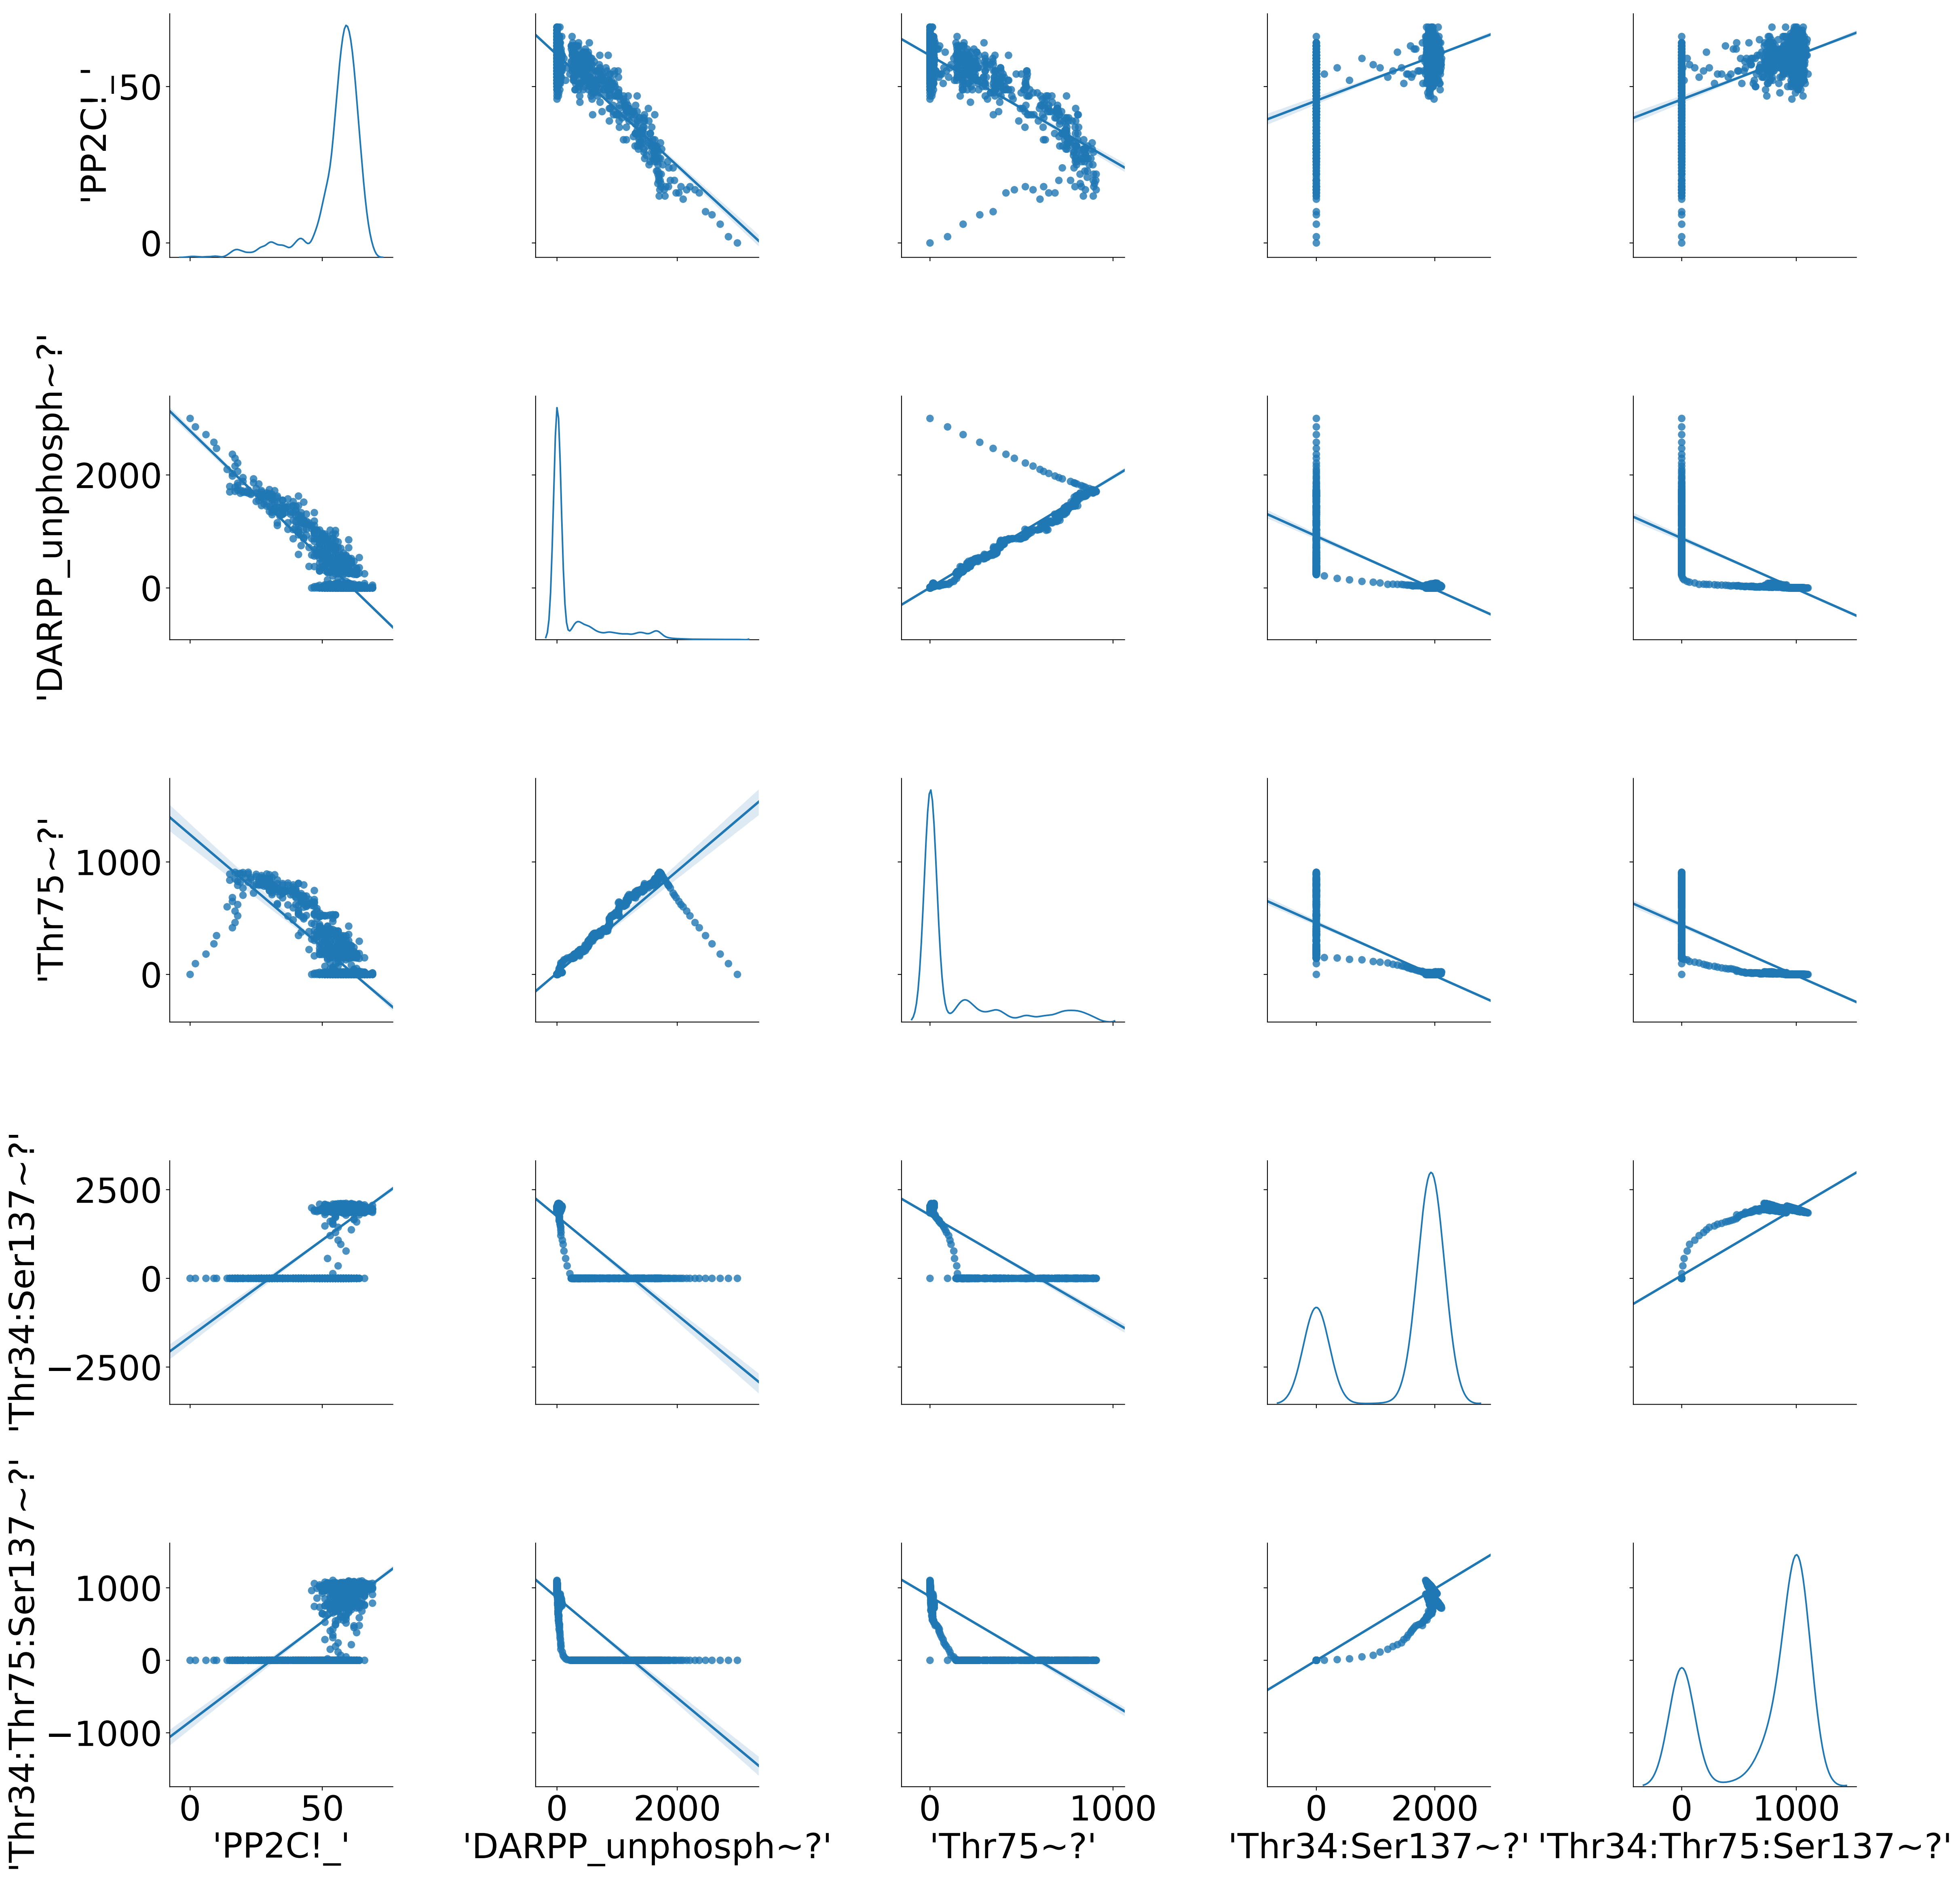 'PP2C!_'
50
0
'DARPP_unphosph~?'
2000
0
'Thr75~?'
1000
0
'Thr34:Ser137~?'
2500
0
−2500
'Thr34:Thr75:Ser137~?'
1000
0
−1000
0 50 0 2000 0 1000 0 2000 0 1000
'PP2C!_' 'DARPP_unphosph~?' 'Thr75~?' 'Thr34:Ser137~?' 'Thr34:Thr75:Ser137~?'